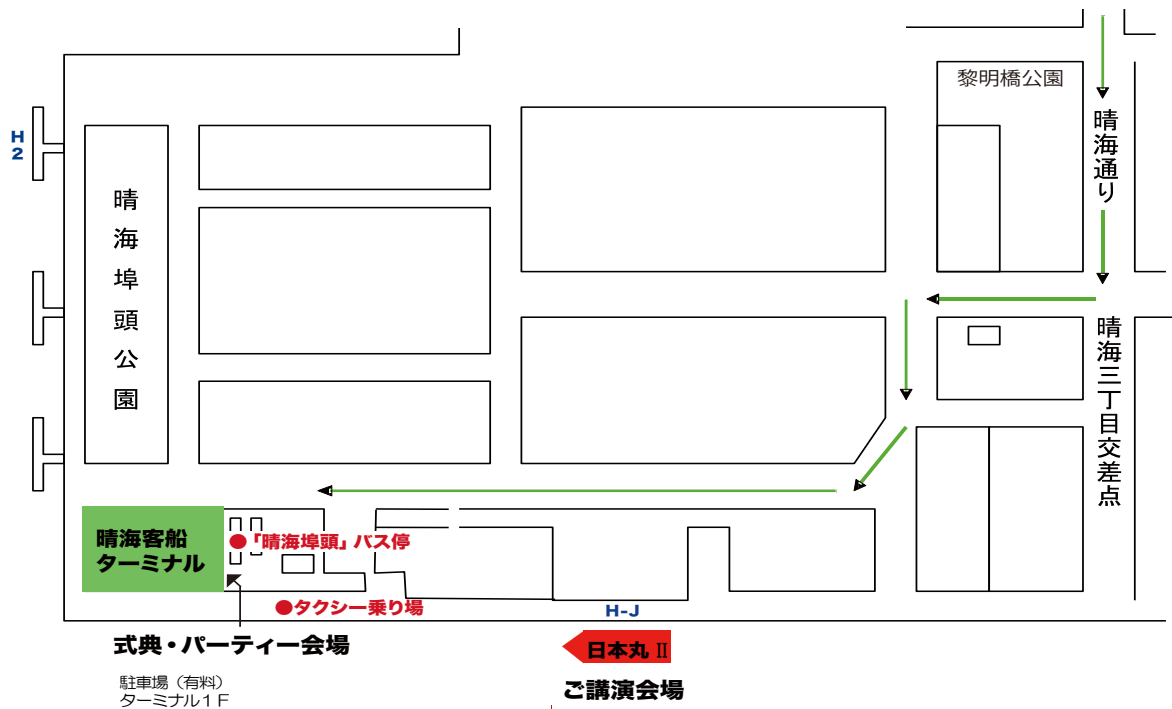 黎明橋公園
晴海通り
H
2
晴海埠頭公園
晴海三丁目交差点
晴海客船
ターミナル
「晴海埠頭」バス停
タクシー乗り場
H-J
式典・パーティー会場
日本丸 Ⅱ
駐車場（有料）
ターミナル１Ｆ
ご講演会場